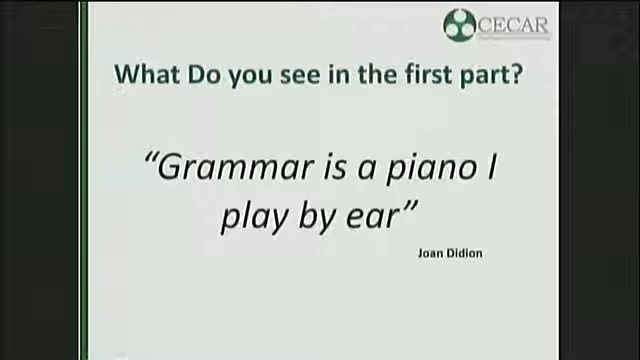 CECAR
What Do you see in the first part?
“Grammar is a piano I
play by ear”
Joan Didion